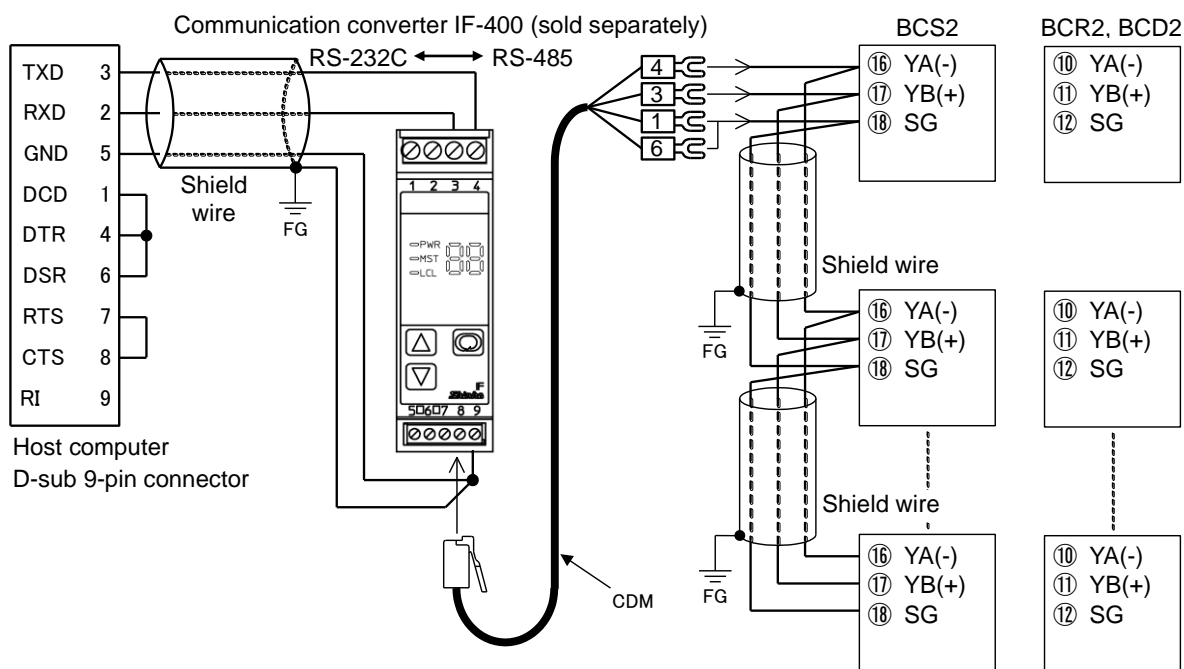 Communication converter IF-400 (sold separately)
RS-232C RS-485
BCS2
BCR2, BCD2
TXD 3
RXD 2
GND 5
DCD 1
DTR 4
DSR 6
RTS 7
CTS 8
RI 9
Host computer
D-sub 9-pin connector
Shield
wire
FG
1 2 3 4
PWR
MST
LCL
88
IF
Shinko
5 6 7 8 9
CDM
4
3
1
6
⑯ YA(-)
⑰ YB(+)
⑱ SG
⑩ YA(-)
⑪ YB(+)
⑫ SG
Shield wire
FG
⑯ YA(-)
⑰ YB(+)
⑱ SG
⑩ YA(-)
⑪ YB(+)
⑫ SG
Shield wire
FG
⑯ YA(-)
⑰ YB(+)
⑱ SG
⑩ YA(-)
⑪ YB(+)
⑫ SG